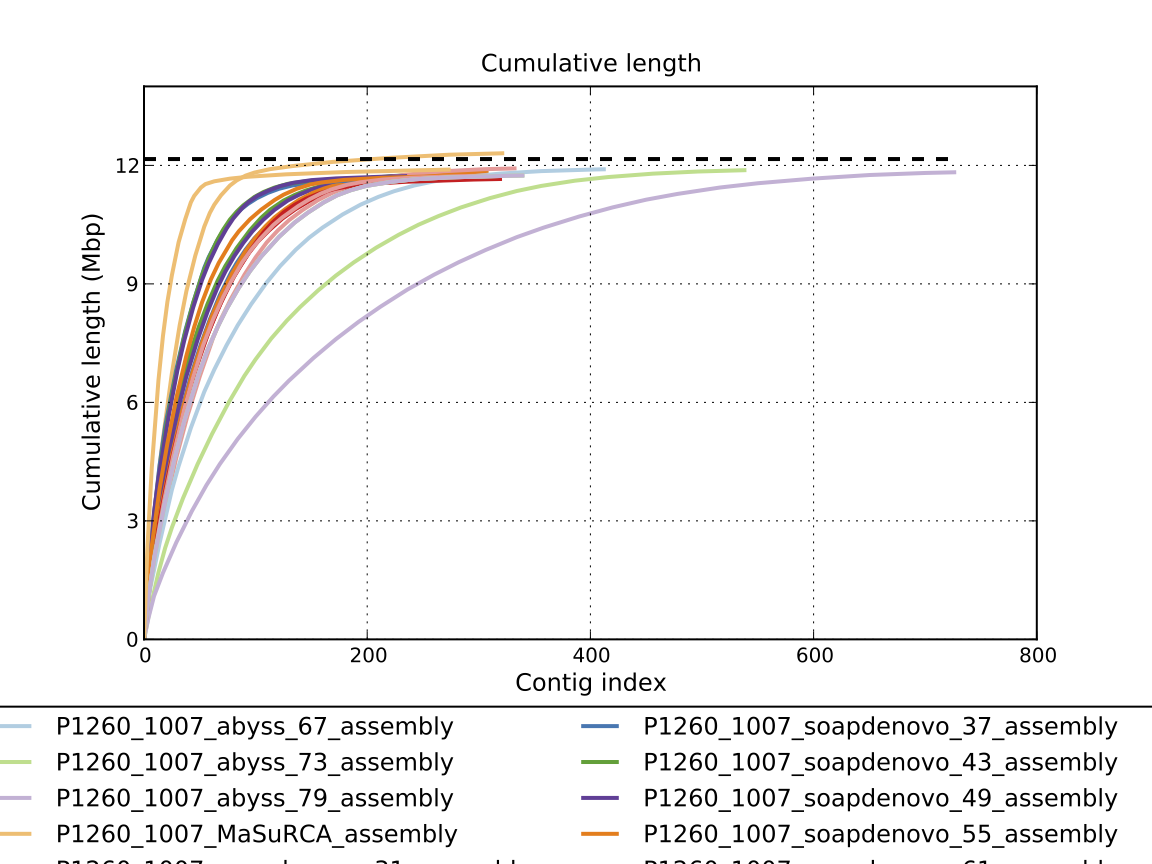 Cumulative length
Cumulative length (Mbp)
12
9
6
3
0
0 200 400 600 800
Contig index
P1260_1007_abyss_67_assembly
P1260_1007_abyss_73_assembly
P1260_1007_abyss_79_assembly
P1260_1007_MaSuRCA_assembly
P1260_1007_soapdenovo_37_assembly
P1260_1007_soapdenovo_43_assembly
P1260_1007_soapdenovo_49_assembly
P1260_1007_soapdenovo_55_assembly